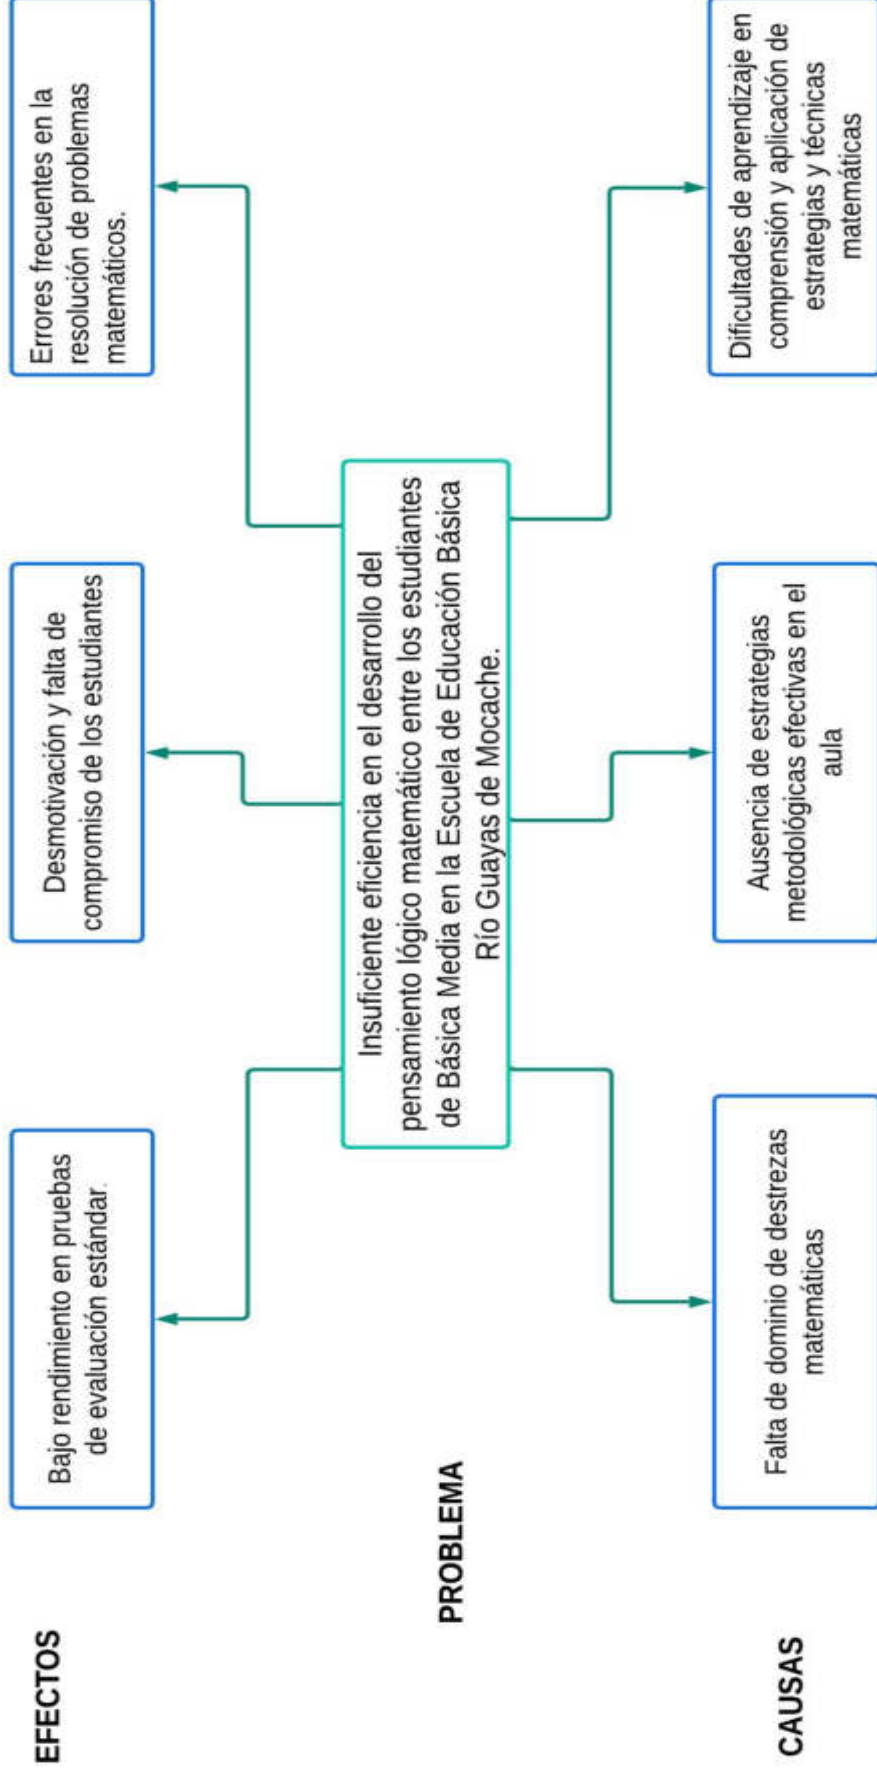 EFECTOS
Bajo rendimiento en pruebas
de evaluación estándar.
Desmotivación y falta de
compromiso de los estudiantes
Errores frecuentes en la
resolución de problemas
matemáticos.
PROBLEMA
Insuficiente eficiencia en el desarrollo del
pensamiento lógico matemático entre los estudiantes
de Básica Media en la Escuela de Educación Básica
Río Guayas de Mocache.
CAUSAS
Falta de dominio de destrezas
matemáticas
Ausencia de estrategias
metodológicas efectivas en el
aula
Dificultades de aprendizaje en
comprensión y aplicación de
estrategias y técnicas
matemáticas